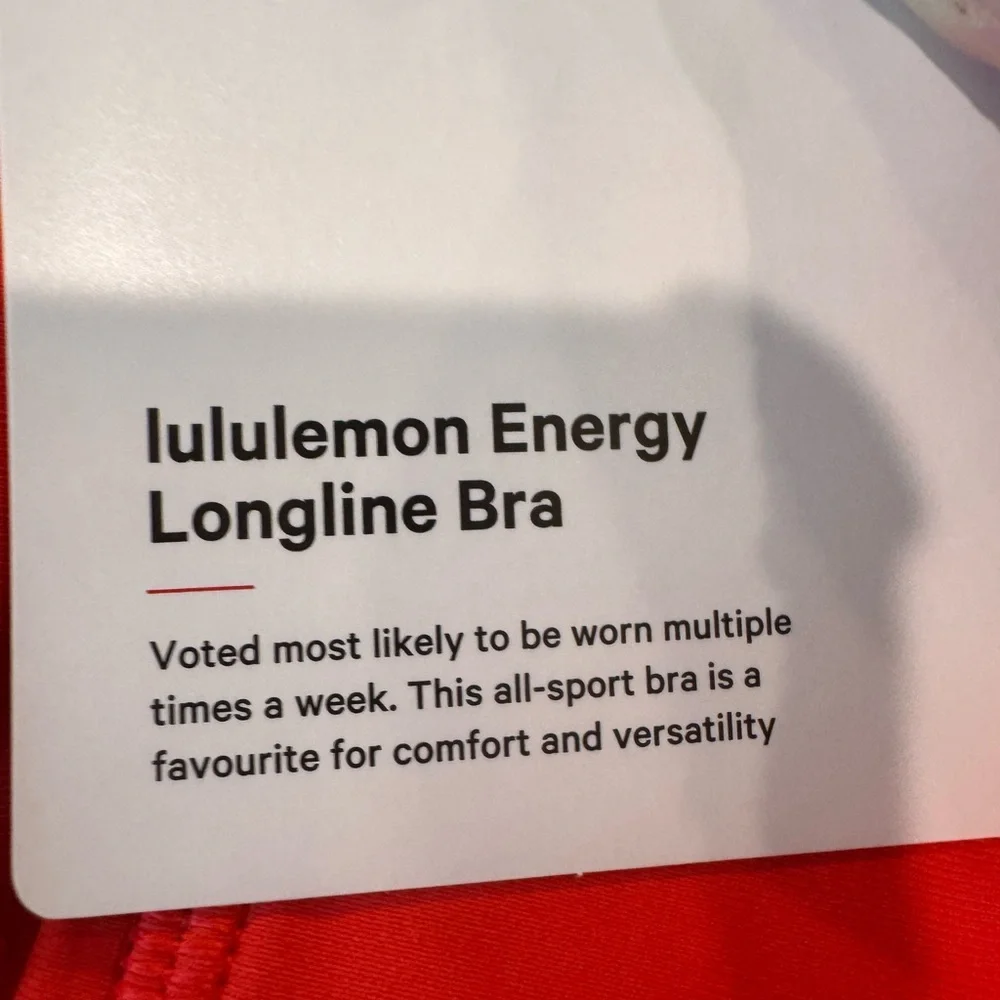 lululemon Energy
Longline Bra
Voted most likely to be worn multiple
times a week. This all-sport bra is a
favourite for comfort and versatility